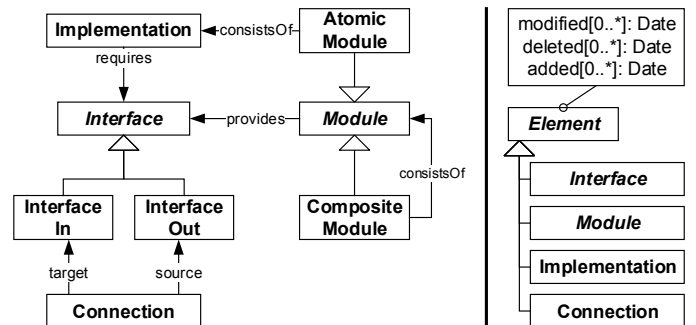 Implementation
consistsOf
Atomic
Module
requires
Interface
provides
Module
consistsOf
Interface
In
Interface
Out
Composite
Module
target
source
Connection
modified[0..*]: Date
deleted[0..*]: Date
added[0..*]: Date
Element
Interface
Module
Implementation
Connection